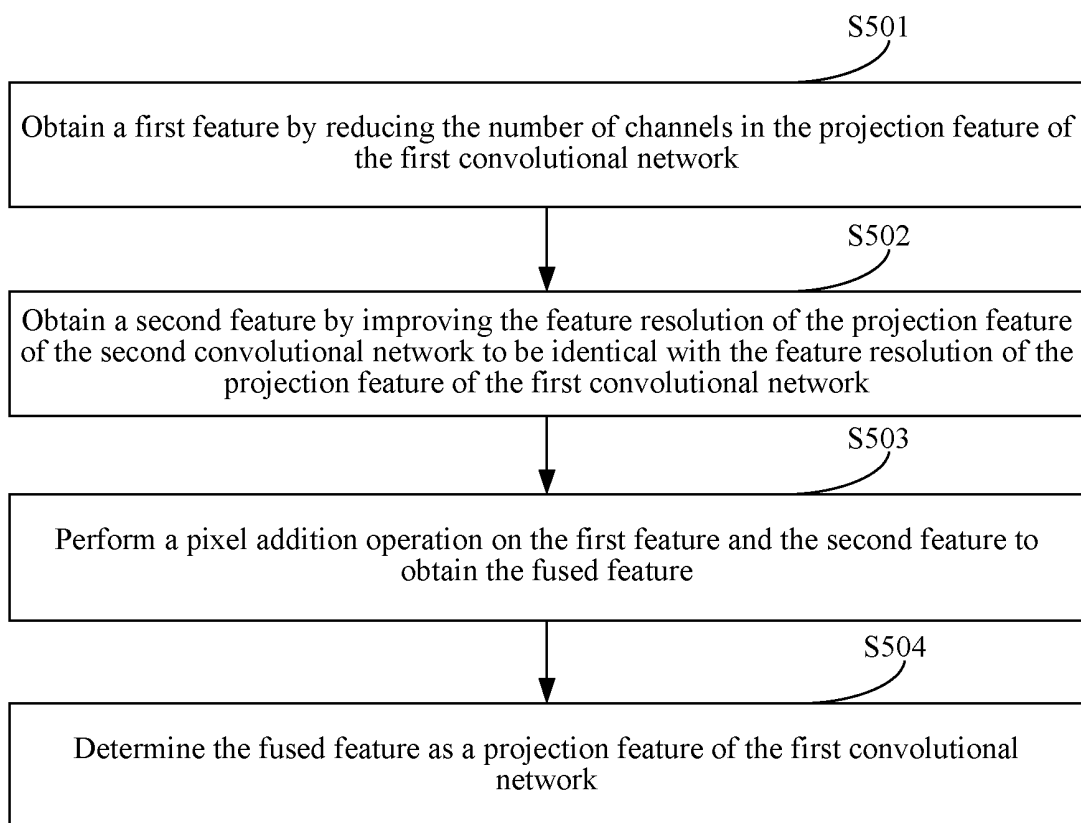 S501
Obtain a first feature by reducing the number of channels in the projection feature of
the first convolutional network
S502
Obtain a second feature by improving the feature resolution of the projection feature
of the second convolutional network to be identical with the feature resolution of the
projection feature of the first convolutional network
S503
Perform a pixel addition operation on the first feature and the second feature to
obtain the fused feature
S504
Determine the fused feature as a projection feature of the first convolutional
network